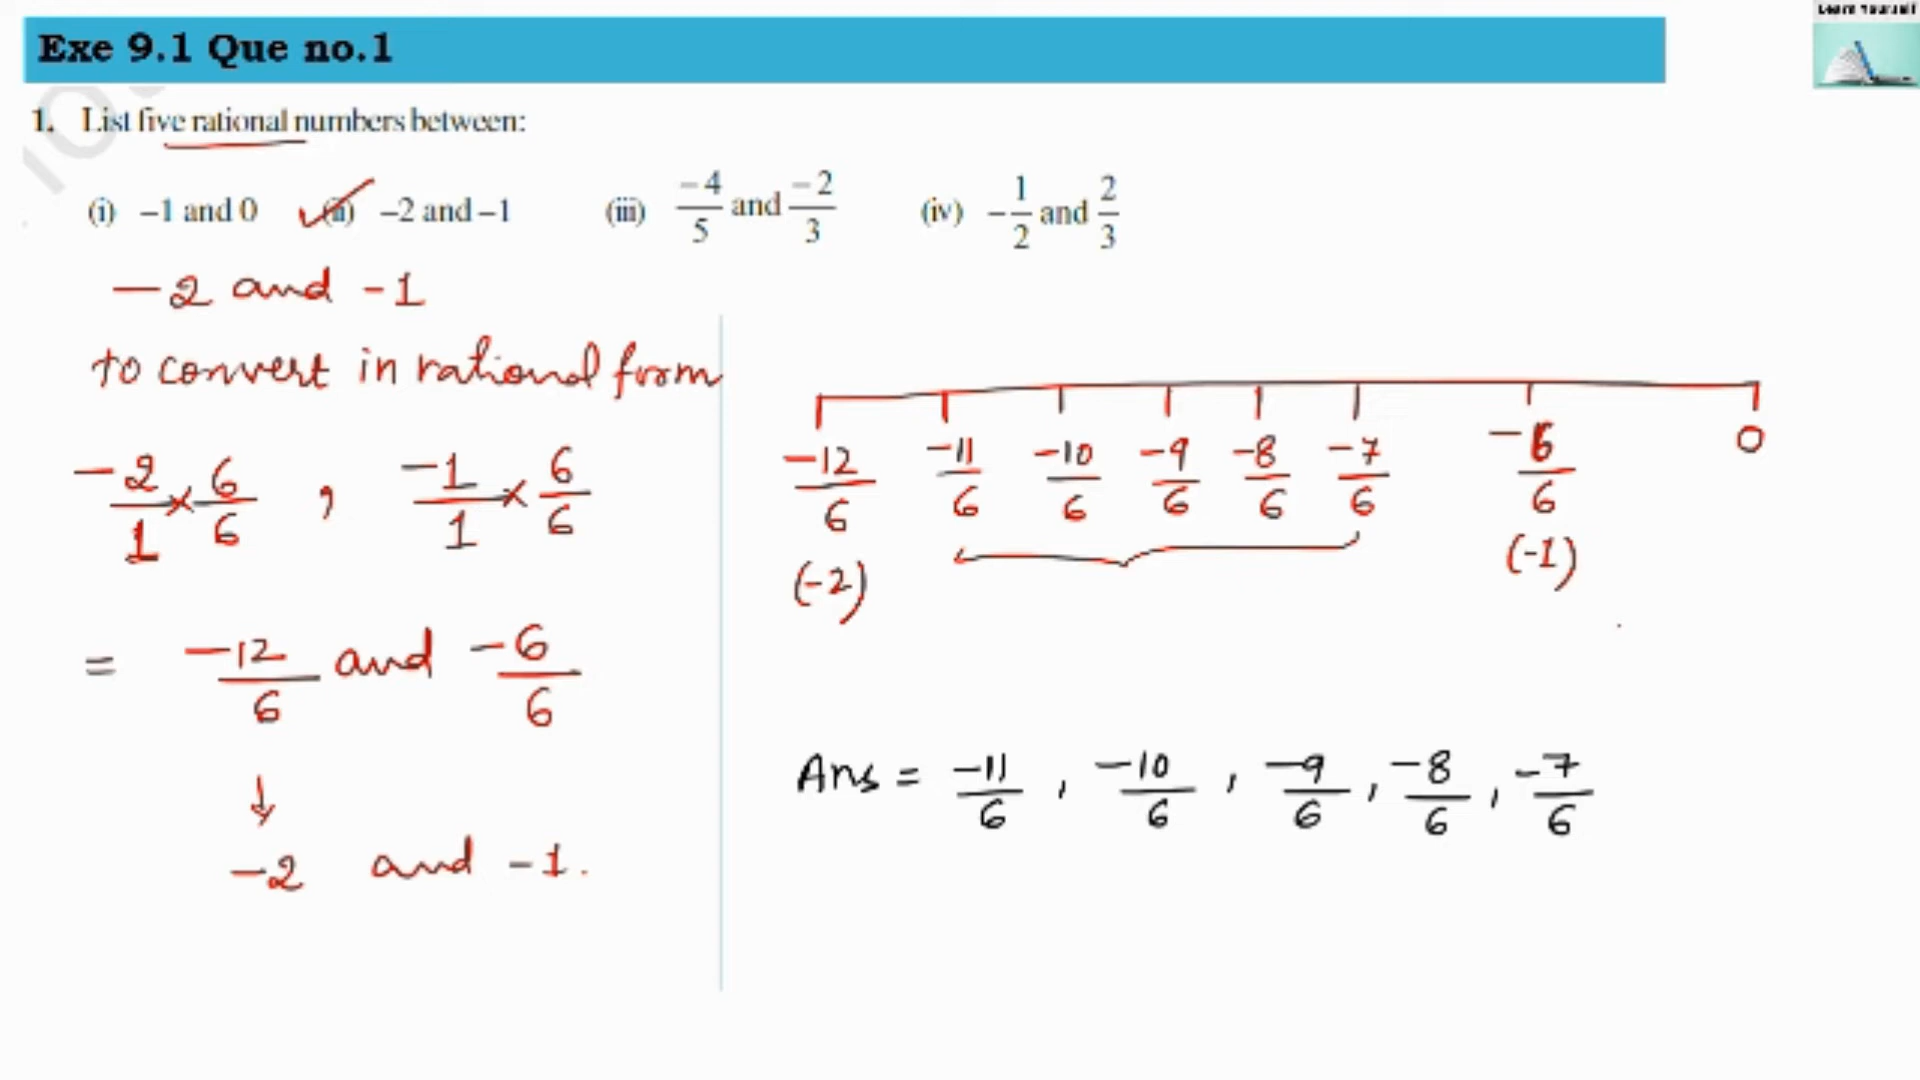 Learn Yourself
Exe 9.1 Que no.1
1. List five rational numbers between:
(i) –1 and 0 (ii) –2 and –1 (iii) -4/5 and -2/3 (iv) -1/2 and 2/3
-2 and -1
to convert in rational form
-2/1 × 6/6 , -1/1 × 6/6
= -12/6 and -6/6
↓
-2 and -1.
-12/6 -11/6 -10/6 -9/6 -8/6 -7/6 -6/6 0
(-2) (-1)
Ans = -11/6 , -10/6 , -9/6 , -8/6 , -7/6